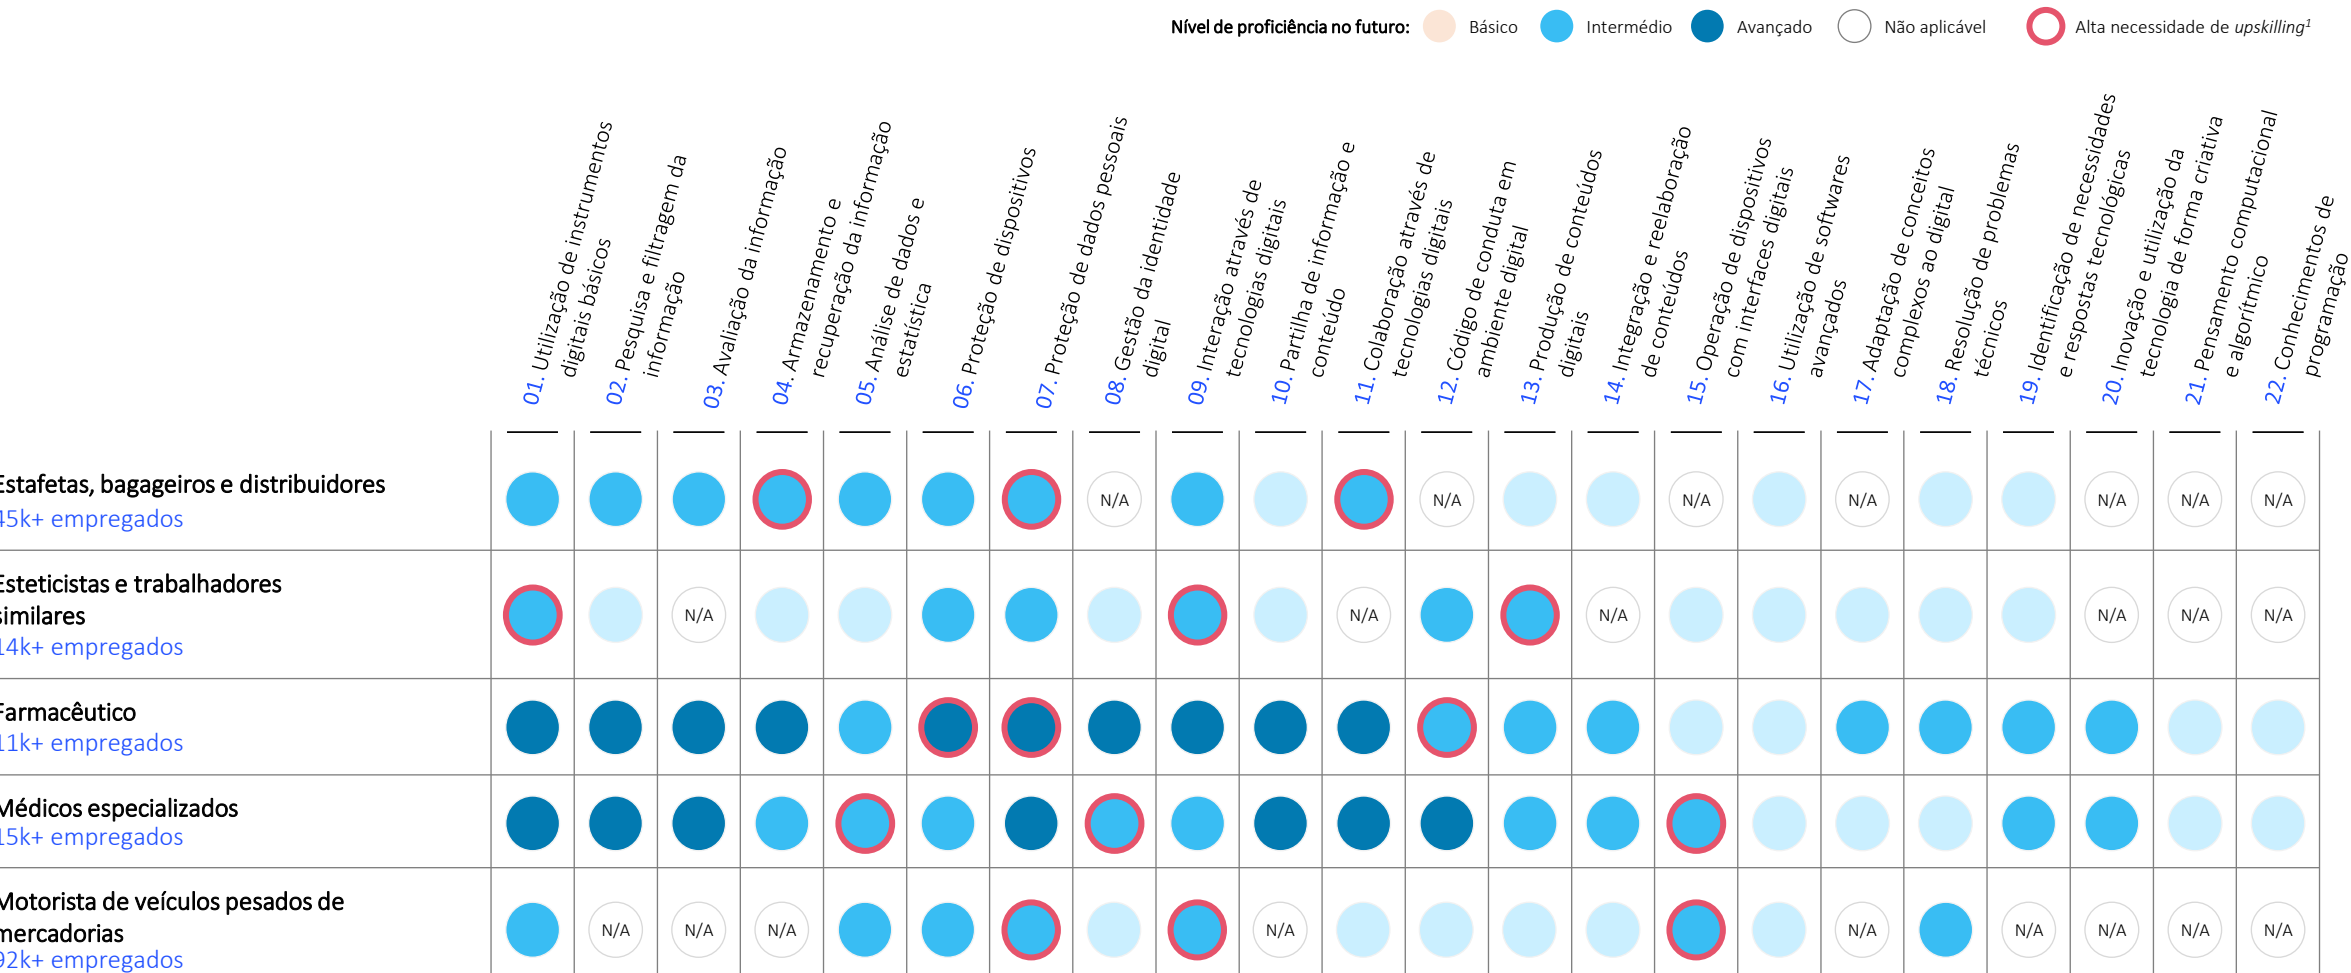 Nível de proficiência no futuro: Básico Intermédio Avançado Não aplicável Alta necessidade de upskilling¹
01. Utilização de instrumentos
digitais básicos
02. Pesquisa e filtragem da
informação
03. Avaliação da informação
04. Armazenamento e
recuperação da informação
05. Análise de dados e
estatística
06. Proteção de dispositivos
07. Proteção de dados pessoais
08. Gestão da identidade
digital
09. Interação através de
tecnologias digitais
10. Partilha de informação e
conteúdo
11. Colaboração através de
tecnologias digitais
12. Código de conduta em
ambiente digital
13. Produção de conteúdos
digitais
14. Integração e reelaboração
de conteúdos
15. Operação de dispositivos
com interfaces digitais
16. Utilização de softwares
avançados
17. Adaptação de conceitos
complexos ao digital
18. Resolução de problemas
técnicos
19. Identificação de necessidades
e respostas tecnológicas
20. Inovação e utilização da
tecnologia de forma criativa
21. Pensamento computacional
e algorítmico
22. Conhecimentos de
programação
Estafetas, bagageiros e distribuidores
45k+ empregados
N/A N/A N/A N/A N/A N/A N/A
Esteticistas e trabalhadores
similares
14k+ empregados
N/A N/A N/A N/A N/A N/A
Farmacêutico
11k+ empregados
Médicos especializados
15k+ empregados
Motorista de veículos pesados de
mercadorias
92k+ empregados
N/A N/A N/A N/A N/A N/A N/A N/A N/A